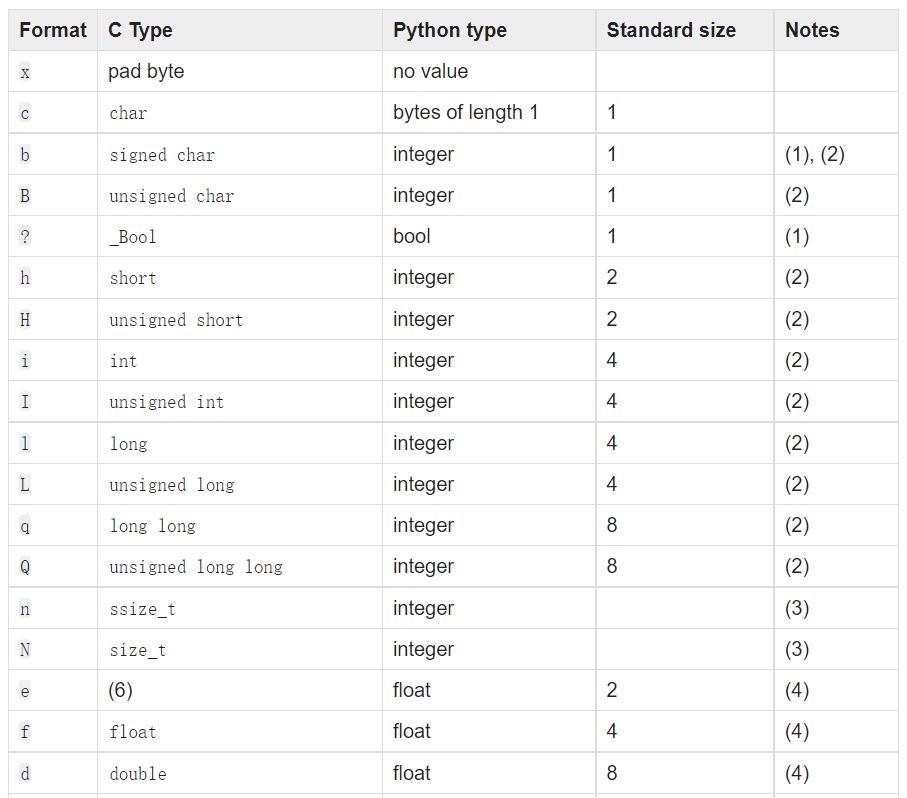 Format C Type Python type Standard size Notes
x pad byte no value
c char bytes of length 1 1
b signed char integer 1 (1), (2)
B unsigned char integer 1 (2)
? _Bool bool 1 (1)
h short integer 2 (2)
H unsigned short integer 2 (2)
i int integer 4 (2)
I unsigned int integer 4 (2)
l long integer 4 (2)
L unsigned long integer 4 (2)
q long long integer 8 (2)
Q unsigned long long integer 8 (2)
n ssize_t integer (3)
N size_t integer (3)
e (6) float 2 (4)
f float float 4 (4)
d double float 8 (4)